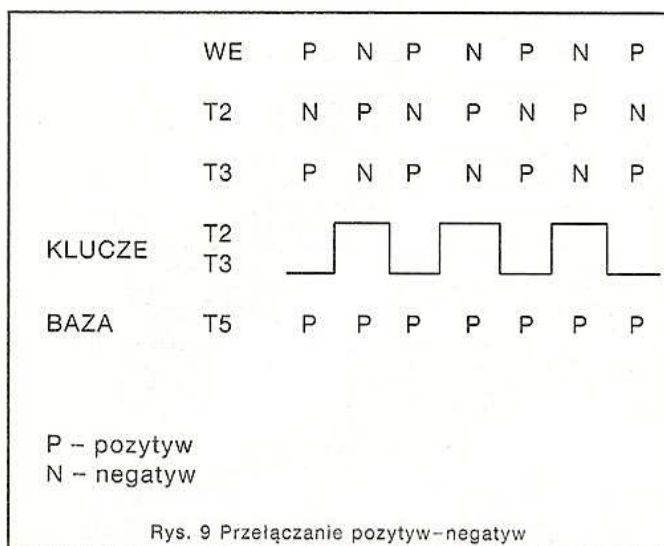 WE P N P N P N P
T2 N P N P N P N
T3 P N P N P N P
KLUCZE T2
T3
BAZA T5 P P P P P P P
P – pozytyw
N – negatyw
Rys. 9 Przełączanie pozytyw–negatyw